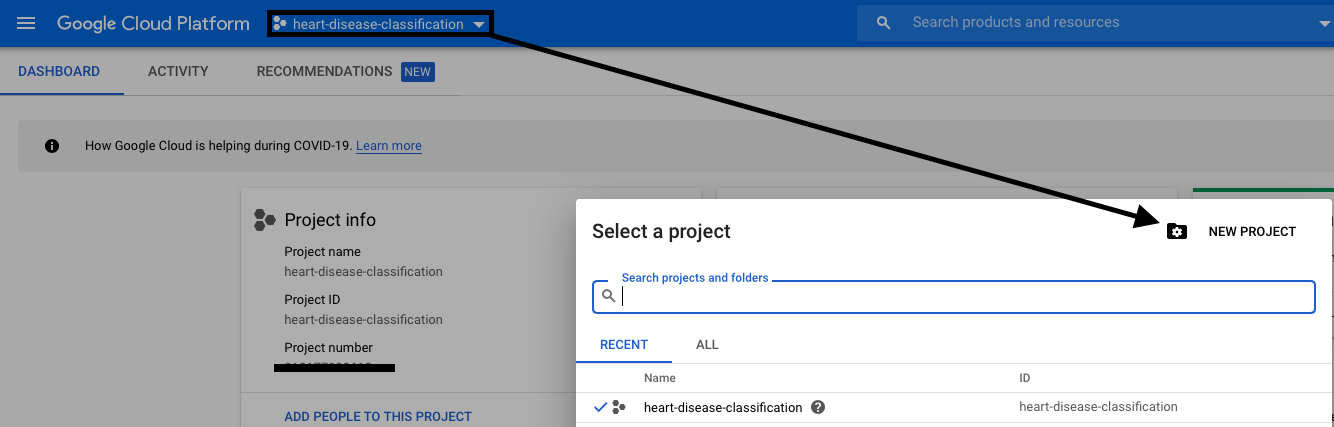 Google Cloud Platform
heart-disease-classification
Search products and resources
DASHBOARD
ACTIVITY
RECOMMENDATIONS NEW
How Google Cloud is helping during COVID-19. Learn more
Project info
Project name
heart-disease-classification
Project ID
heart-disease-classification
Project number
ADD PEOPLE TO THIS PROJECT
Select a project
NEW PROJECT
Search projects and folders
RECENT
ALL
Name
ID
heart-disease-classification
heart-disease-classification